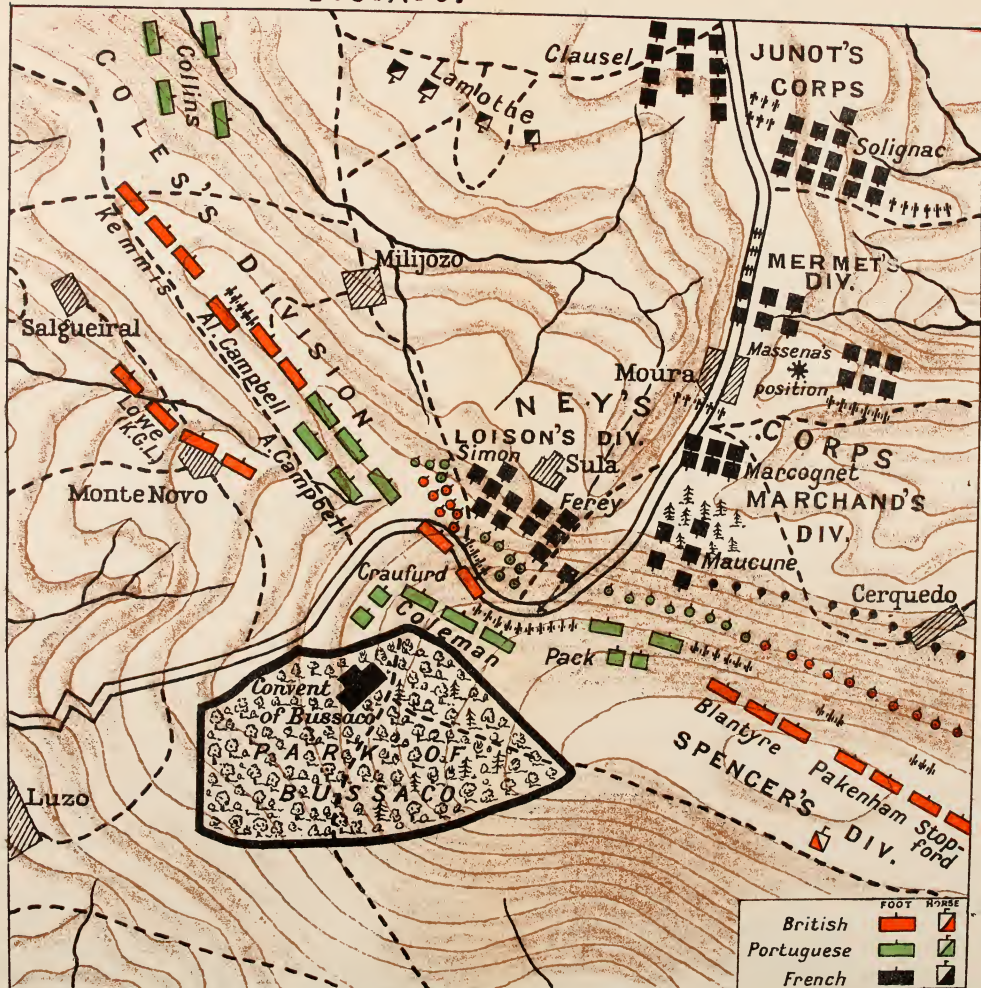 Collins
COLE'S DIVISION
Lamothe
Clausel
JUNOT'S
CORPS
Solignac
Kemmis
Milijozo
MERMET'S
DIV.
Salgueiral
Al. Campbell
Moura
Massena's
position
NEY'S
CORPS
LOISON'S DIV.
Simon
Sula
Lowe
(K.G.L.)
Ferey
Marcognet
MARCHAND'S
DIV.
Monte Novo
A. Campbell
Maucune
Craufurd
Cerquedo
Coleman
Pack
Convent
of Bussaco
PARK OF
BUSSACO
Blantyre
SPENCER'S DIV.
Pakenham
Stop-
ford
Luzo
FOOT HORSE
British
Portuguese
French